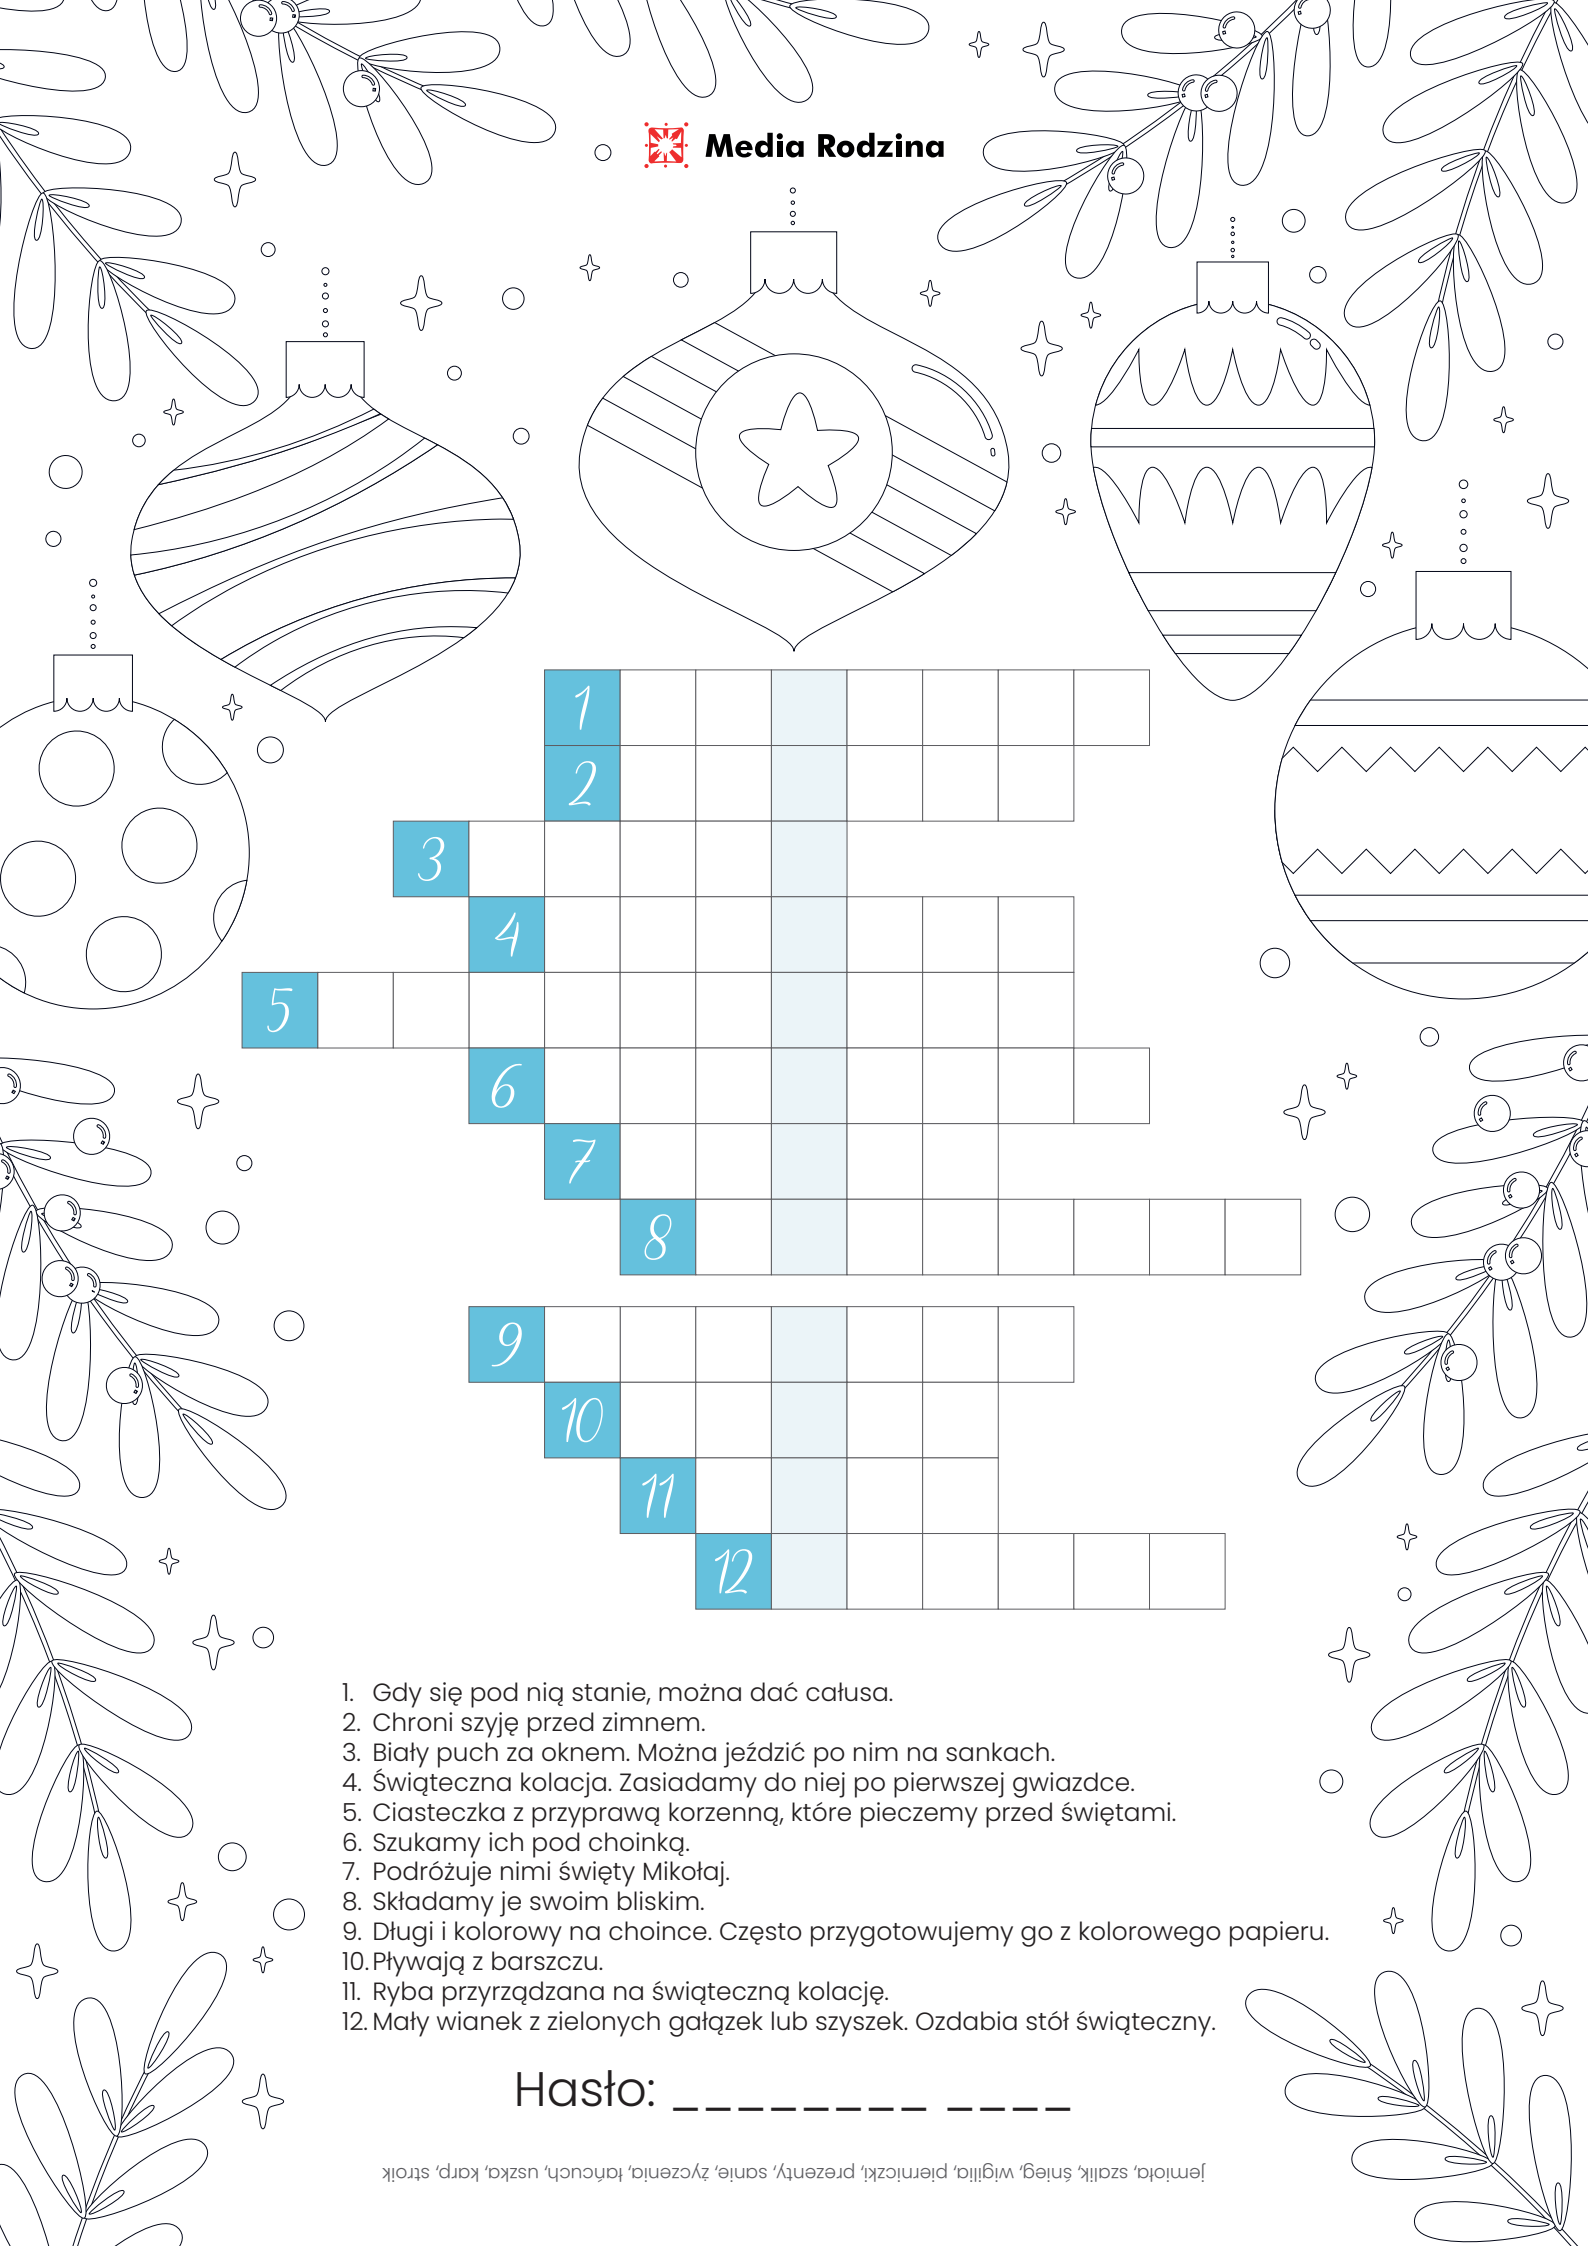 Media Rodzina
1
2
3
4
5
6
7
8
9
10
11
12
1. Gdy się pod nią stanie, można dać całusa.
2. Chroni szyję przed zimnem.
3. Biały puch za oknem. Można jeździć po nim na sankach.
4. Świąteczna kolacja. Zasiadamy do niej po pierwszej gwiazdce.
5. Ciasteczka z przyprawą korzenną, które pieczemy przed świętami.
6. Szukamy ich pod choinką.
7. Podróżuje nimi święty Mikołaj.
8. Składamy je swoim bliskim.
9. Długi i kolorowy na choince. Często przygotowujemy go z kolorowego papieru.
10. Pływają z barszczu.
11. Ryba przyrządzana na świąteczną kolację.
12. Mały wianek z zielonych gałązek lub szyszek. Ozdabia stół świąteczny.
Hasło: _ _ _ _ _ _ _ _ _ _ _ _
jemioła, szalik, śnieg, wigilia, pierniczki, prezenty, sanie, życzenia, łańcuch, uszka, karp, stroik